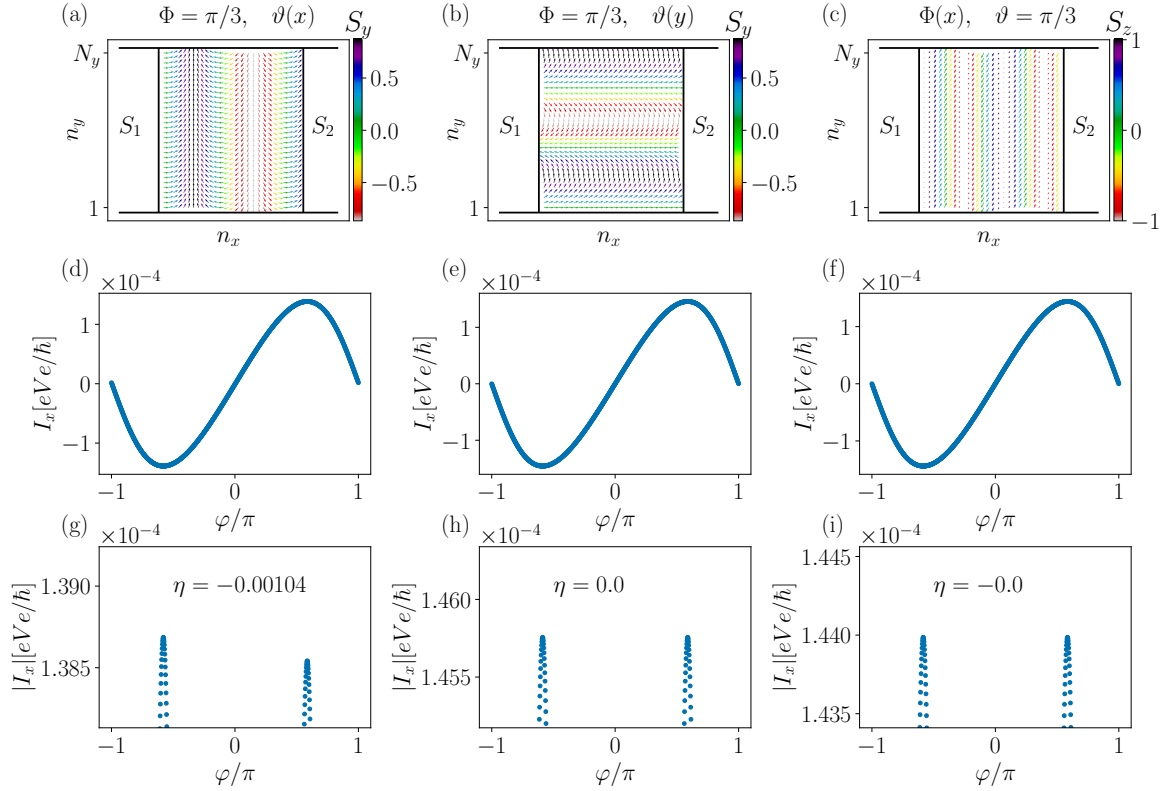 (a) Φ = π/3, ϑ(x) S_y
N_y
n_y
1
S_1
S_2
n_x
0.5
0.0
−0.5
(b) Φ = π/3, ϑ(y) S_y
N_y
n_y
1
S_1
S_2
n_x
0.5
0.0
−0.5
(c) Φ(x), ϑ = π/3 S_z
N_y
n_y
1
S_1
S_2
n_x
1
0
−1
(d) ×10⁻⁴
I_x[eVe/ħ]
1
0
−1
−1 0 1
φ/π
(e) ×10⁻⁴
I_x[eVe/ħ]
1
0
−1
−1 0 1
φ/π
(f) ×10⁻⁴
I_x[eVe/ħ]
1
0
−1
−1 0 1
φ/π
(g) ×10⁻⁴
|I_x|[eVe/ħ]
1.390
1.385
η = −0.00104
−1 0 1
φ/π
(h) ×10⁻⁴
|I_x|[eVe/ħ]
1.460
1.455
η = 0.0
−1 0 1
φ/π
(i) ×10⁻⁴
|I_x|[eVe/ħ]
1.445
1.440
1.435
η = −0.0
−1 0 1
φ/π